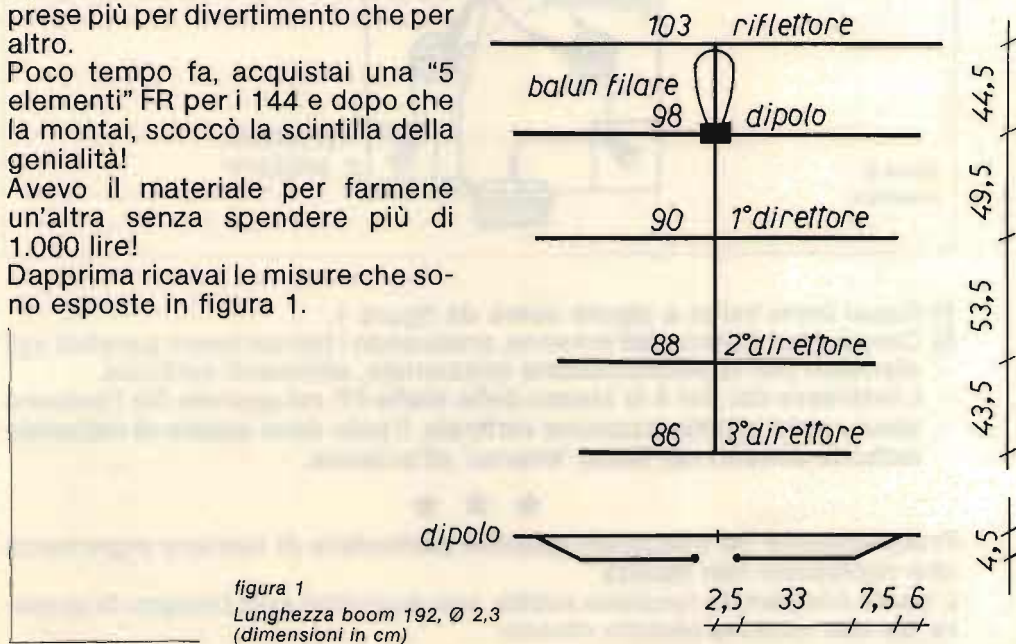 prese più per divertimento che per
altro.
Poco tempo fa, acquistai una “5
elementi” FR per i 144 e dopo che
la montai, scoccò la scintilla della
genialità!
Avevo il materiale per farmene
un'altra senza spendere più di
1.000 lire!
Dapprima ricavai le misure che so-
no esposte in figura 1.
103 riflettore
balun filare
98 dipolo
90 1° direttore
88 2° direttore
86 3° direttore
44,5
49,5
53,5
43,5
dipolo
4,5
2,5 33 7,5 6
figura 1
Lunghezza boom 192, Ø 2,3
(dimensioni in cm)